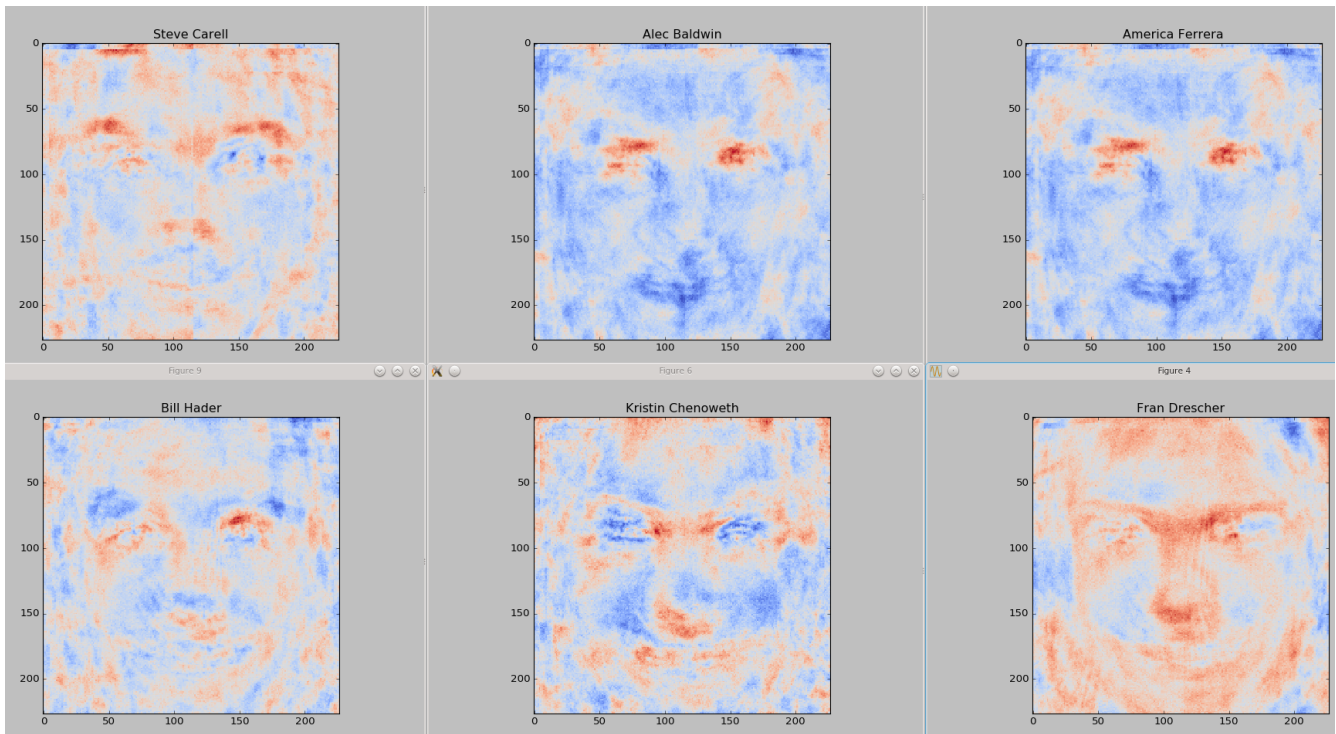 Steve Carell
0
50
100
150
200
0 50 100 150 200
Alec Baldwin
0
50
100
150
200
0 50 100 150 200
America Ferrera
0
50
100
150
200
0 50 100 150 200
Figure 9
Figure 6
Figure 4
Bill Hader
0
50
100
150
200
0 50 100 150 200
Kristin Chenoweth
0
50
100
150
200
0 50 100 150 200
Fran Drescher
0
50
100
150
200
0 50 100 150 200